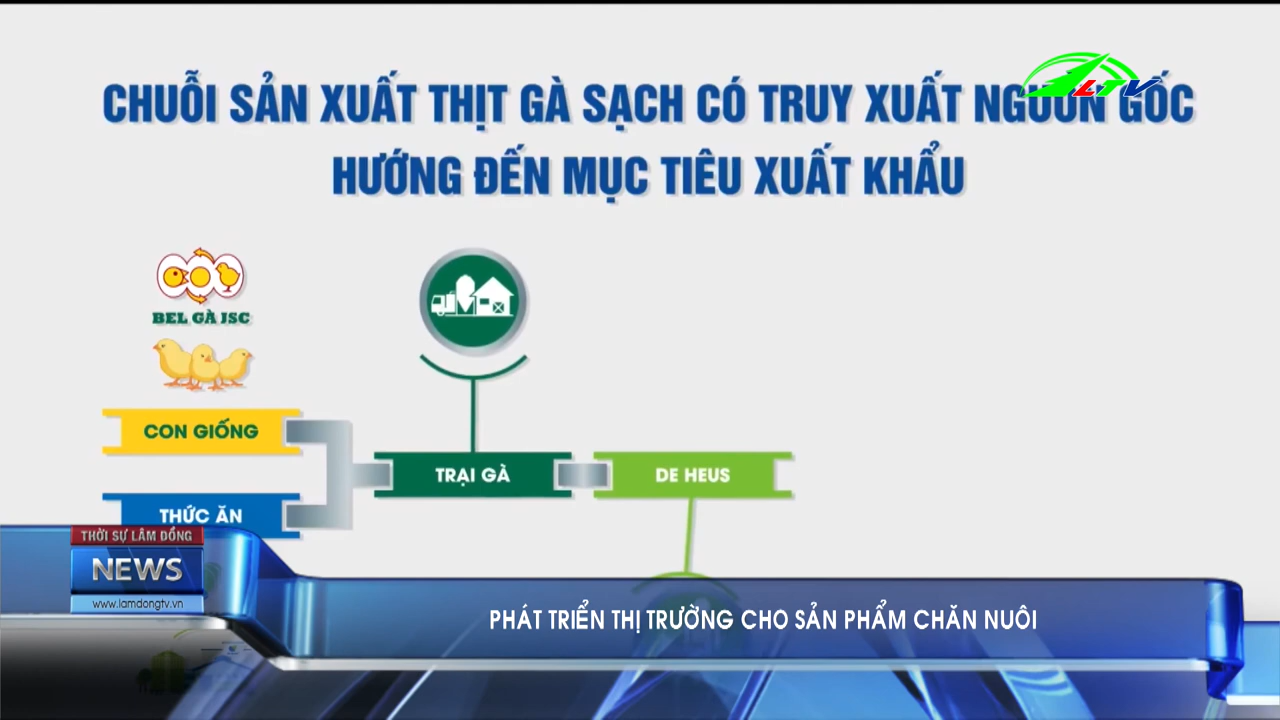 CHUỖI SẢN XUẤT THỊT GÀ SẠCH CÓ TRUY XUẤT NGUỒN GỐC
HƯỚNG ĐẾN MỤC TIÊU XUẤT KHẨU
LTV
BEL GÀ JSC
CON GIỐNG
TRẠI GÀ
DE HEUS
THỨC ĂN
THỜI SỰ LÂM ĐỒNG
NEWS
www.lamdongtv.vn
PHÁT TRIỂN THỊ TRƯỜNG CHO SẢN PHẨM CHĂN NUÔI